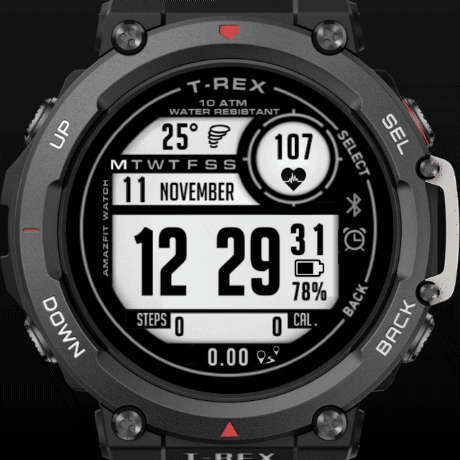 T-REX
10 ATM
WATER RESISTANT
UP
SEL
25°
107
SELECT
MTWTFSS
11 NOVEMBER
AMAZFIT WATCH
12 29 31
78%
STEPS 0
0 CAL.
BACK
0.00
DOWN
BACK
T-REX